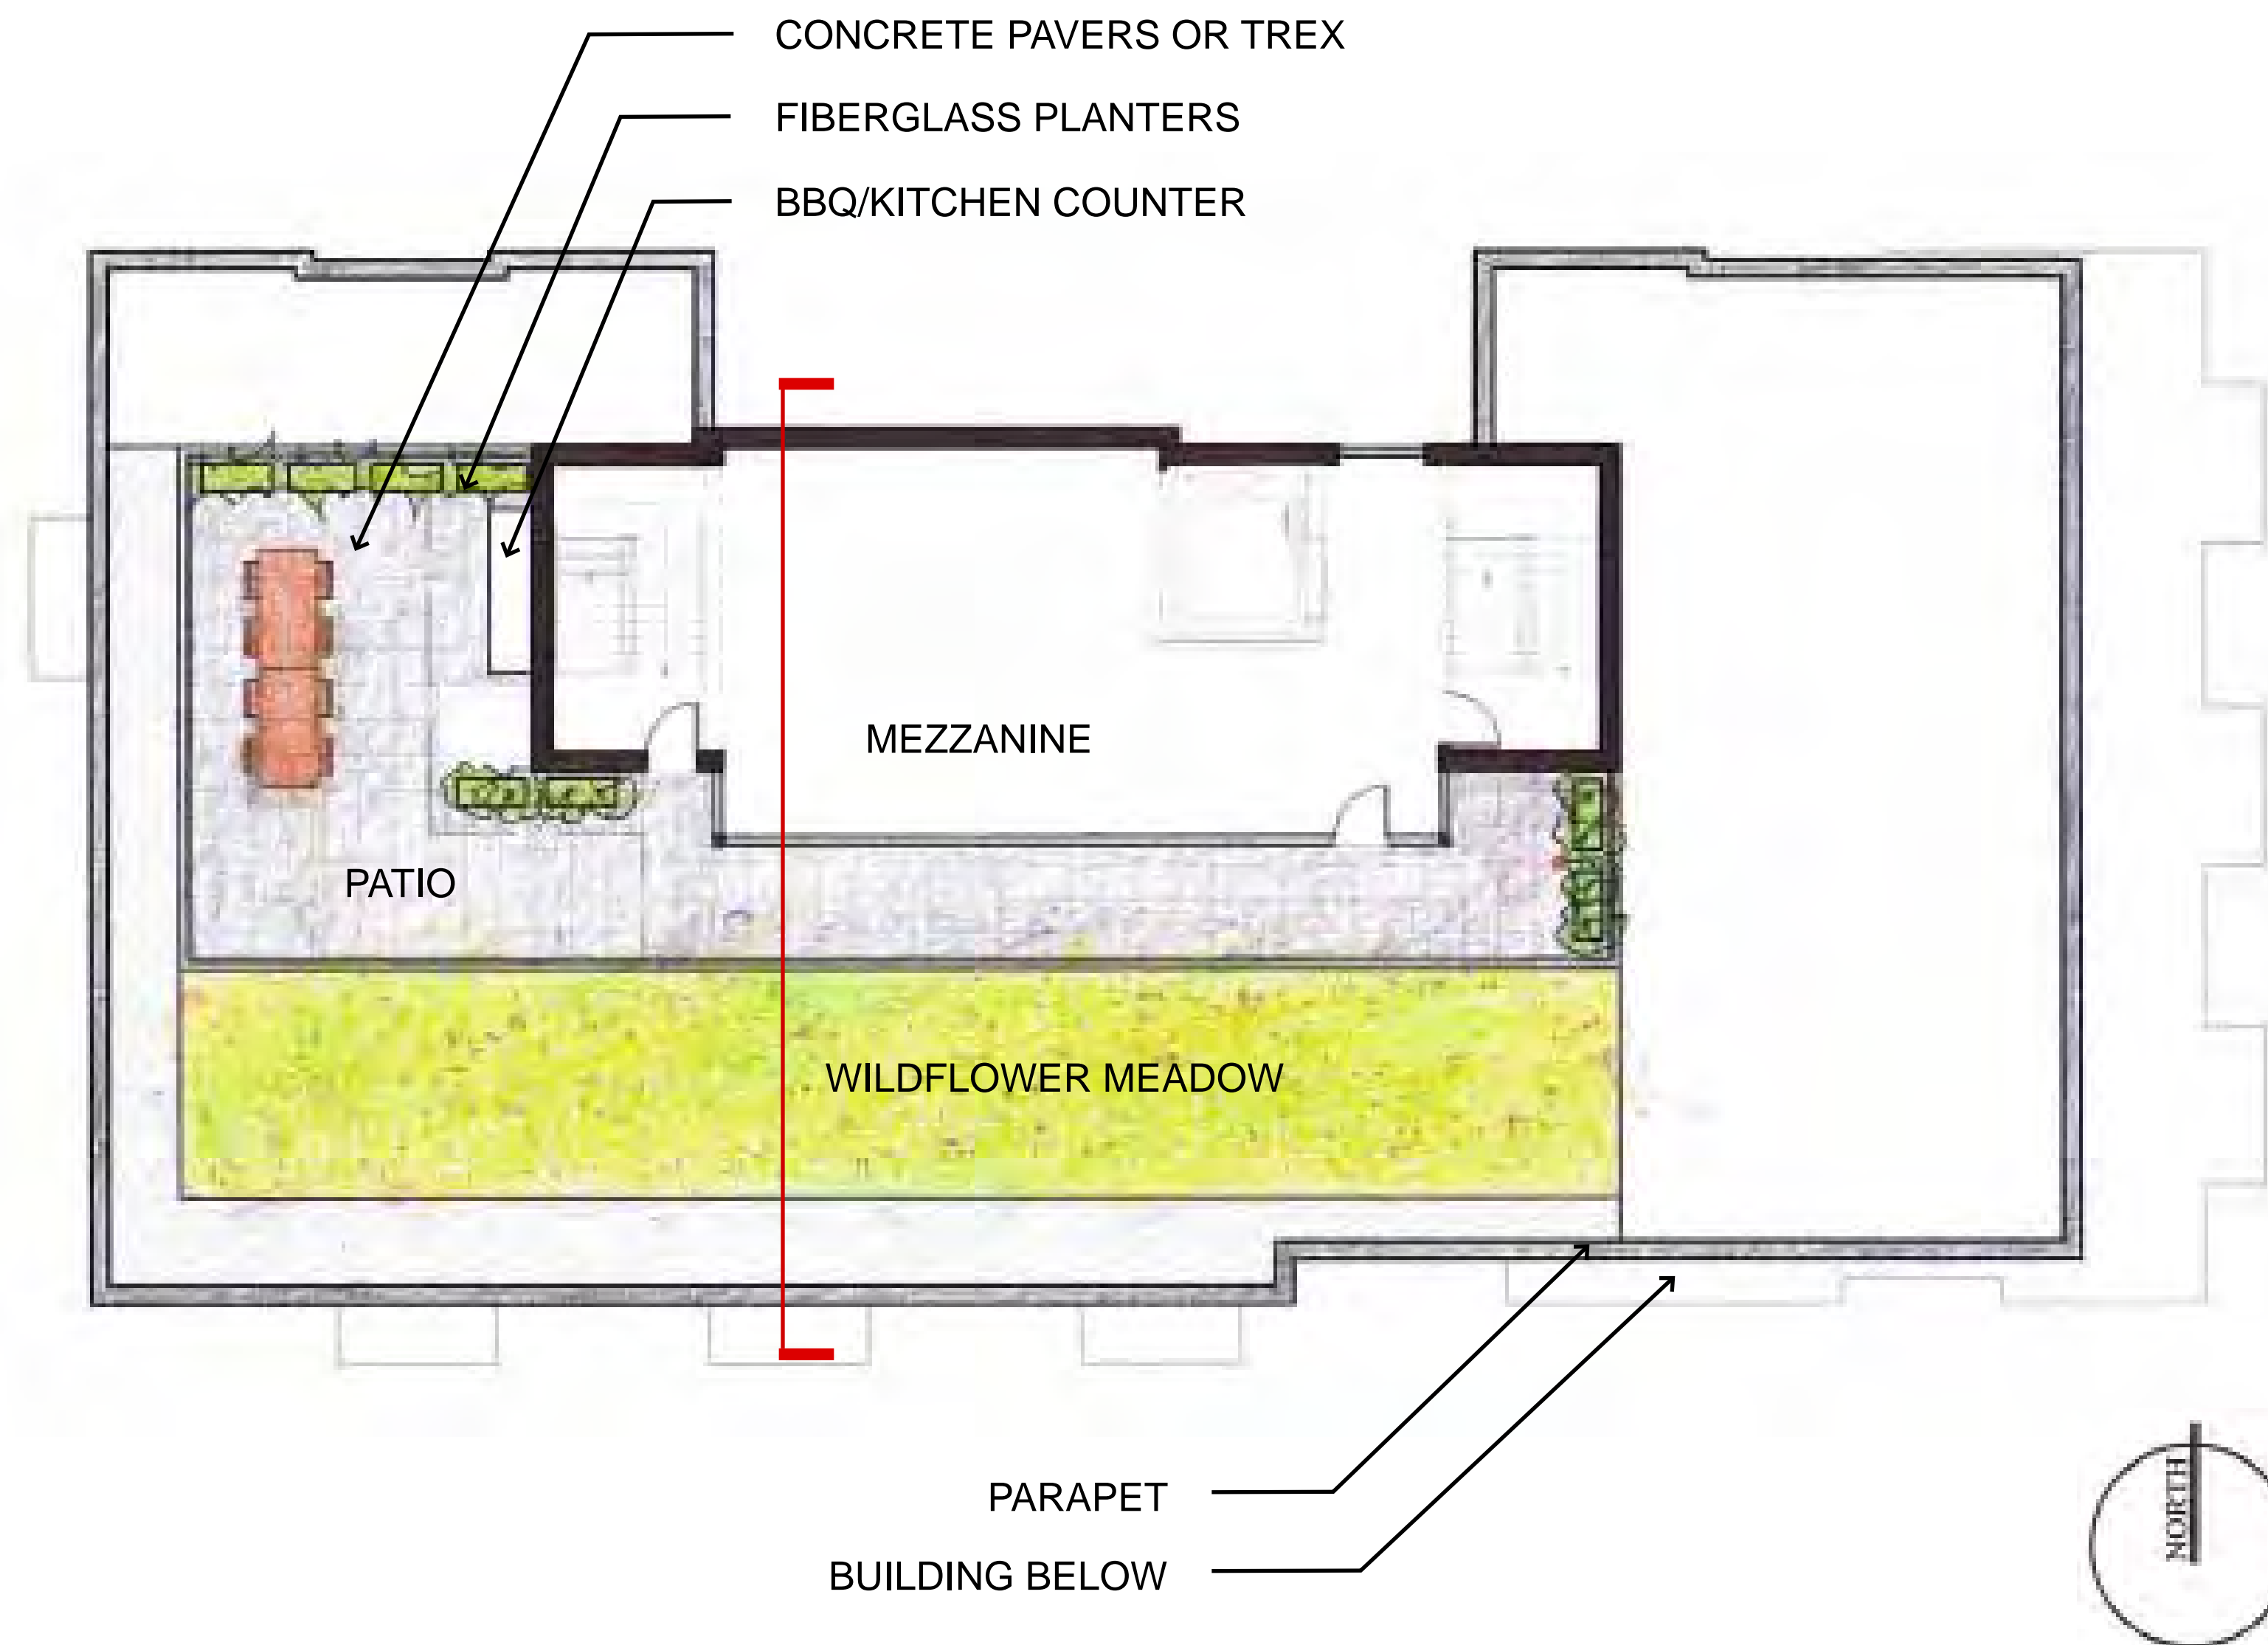 CONCRETE PAVERS OR TREX
FIBERGLASS PLANTERS
BBQ/KITCHEN COUNTER
MEZZANINE
PATIO
WILDFLOWER MEADOW
PARAPET
BUILDING BELOW
NORTH